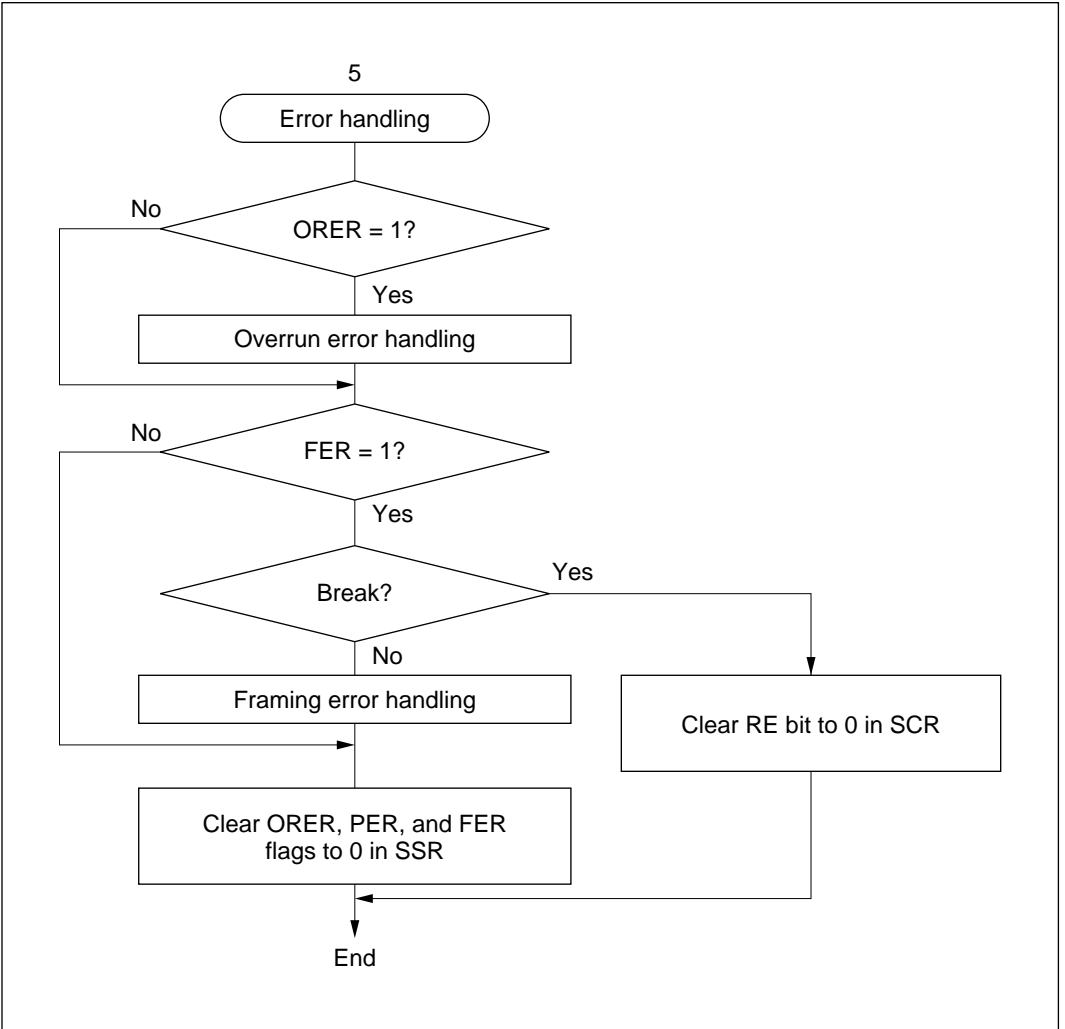 5
Error handling
No
ORER = 1?
Yes
Overrun error handling
No
FER = 1?
Yes
Break?
Yes
No
Framing error handling
Clear RE bit to 0 in SCR
Clear ORER, PER, and FER
flags to 0 in SSR
End